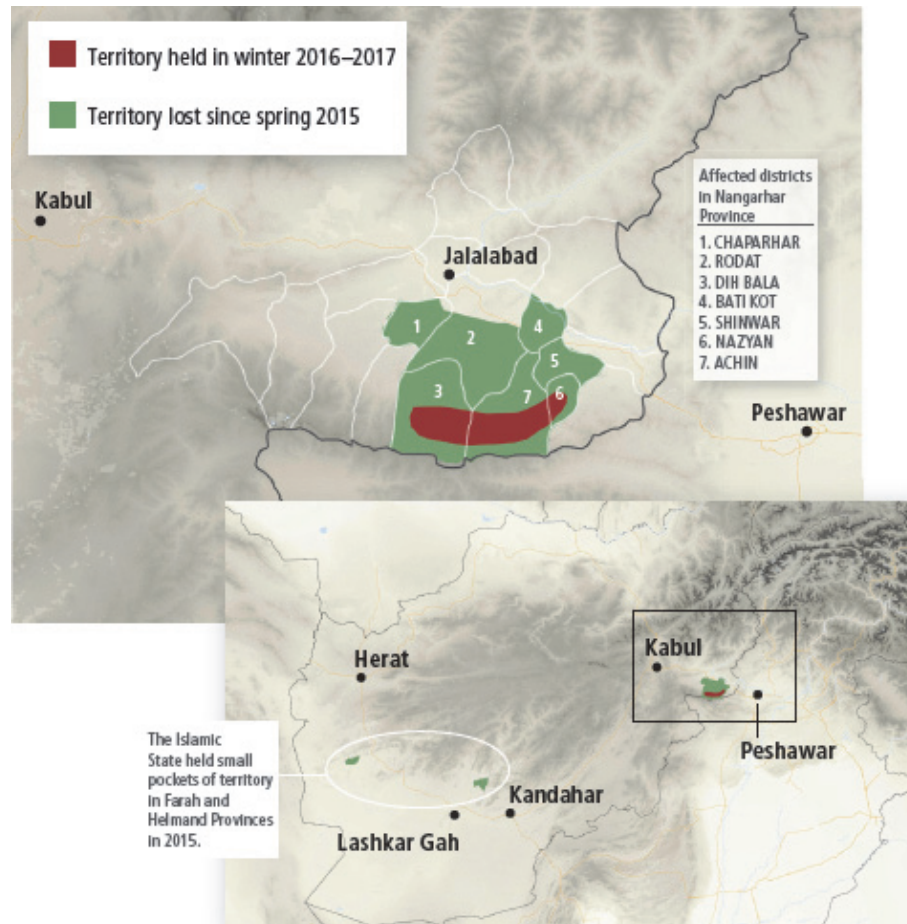 Territory held in winter 2016–2017
Territory lost since spring 2015
Kabul
Jalalabad
Peshawar
Affected districts
in Nangarhar
Province
1. CHAPARHAR
2. RODAT
3. DIH BALA
4. BATI KOT
5. SHINWAR
6. NAZYAN
7. ACHIN
1
2
3
4
5
6
7
Herat
Kabul
Peshawar
Kandahar
Lashkar Gah
The Islamic
State held small
pockets of territory
in Farah and
Helmand Provinces
in 2015.